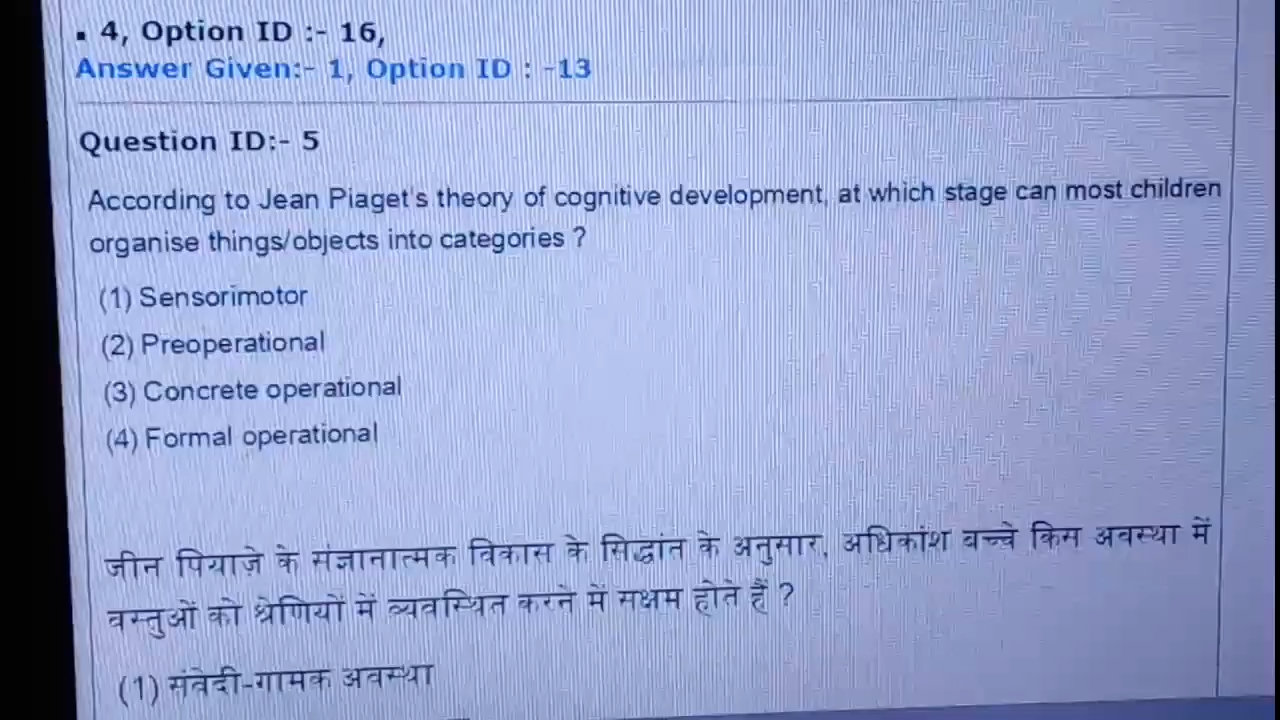 ▪ 4, Option ID :- 16,
Answer Given:- 1, Option ID : -13
Question ID:- 5
According to Jean Piaget's theory of cognitive development, at which stage can most children
organise things/objects into categories ?
(1) Sensorimotor
(2) Preoperational
(3) Concrete operational
(4) Formal operational
जीन पियाज़े के संज्ञानात्मक विकास के सिद्धांत के अनुसार, अधिकांश बच्चे किस अवस्था में
वस्तुओं को श्रेणियों में व्यवस्थित करने में सक्षम होते हैं ?
(1) संवेदी-गामक अवस्था